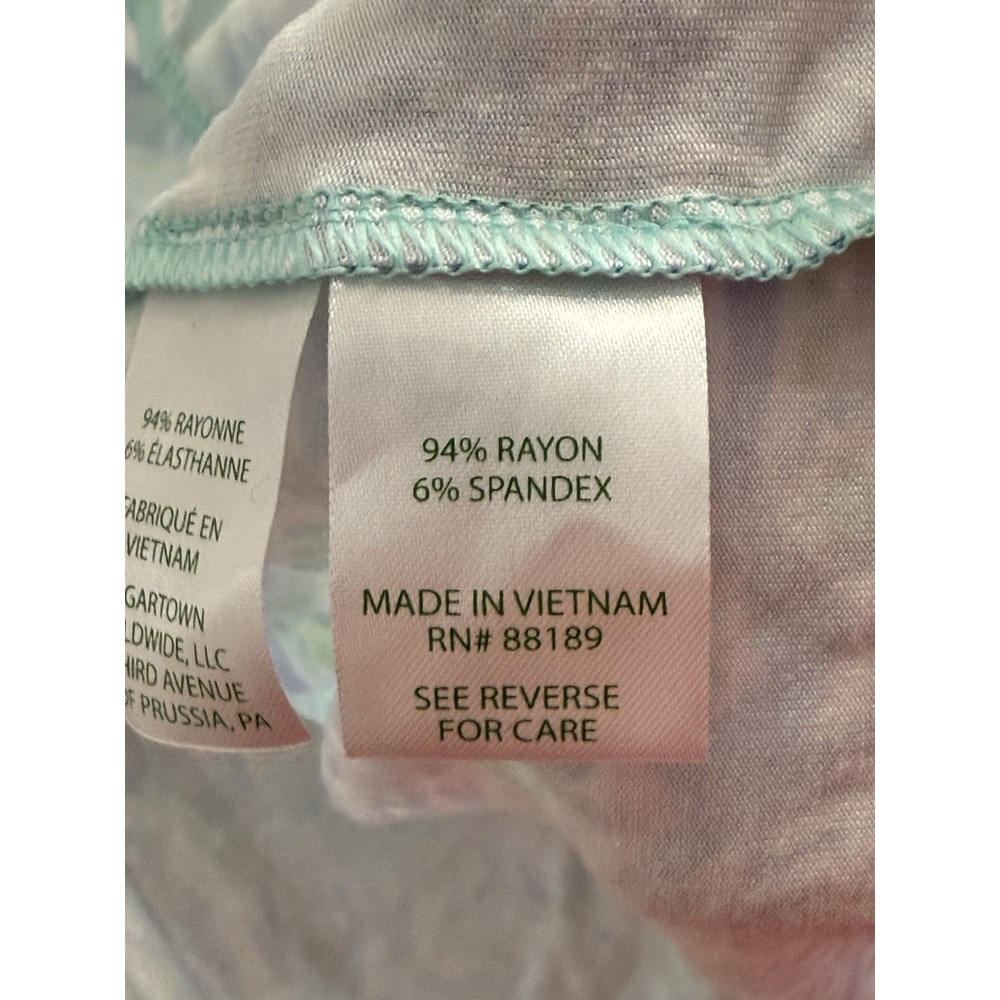 94% RAYONNE
6% ÉLASTHANNE
FABRIQUÉ EN
VIETNAM
GARTOWN
LDWIDE, LLC
HIRD AVENUE
OF PRUSSIA, PA
94% RAYON
6% SPANDEX
MADE IN VIETNAM
RN# 88189
SEE REVERSE
FOR CARE